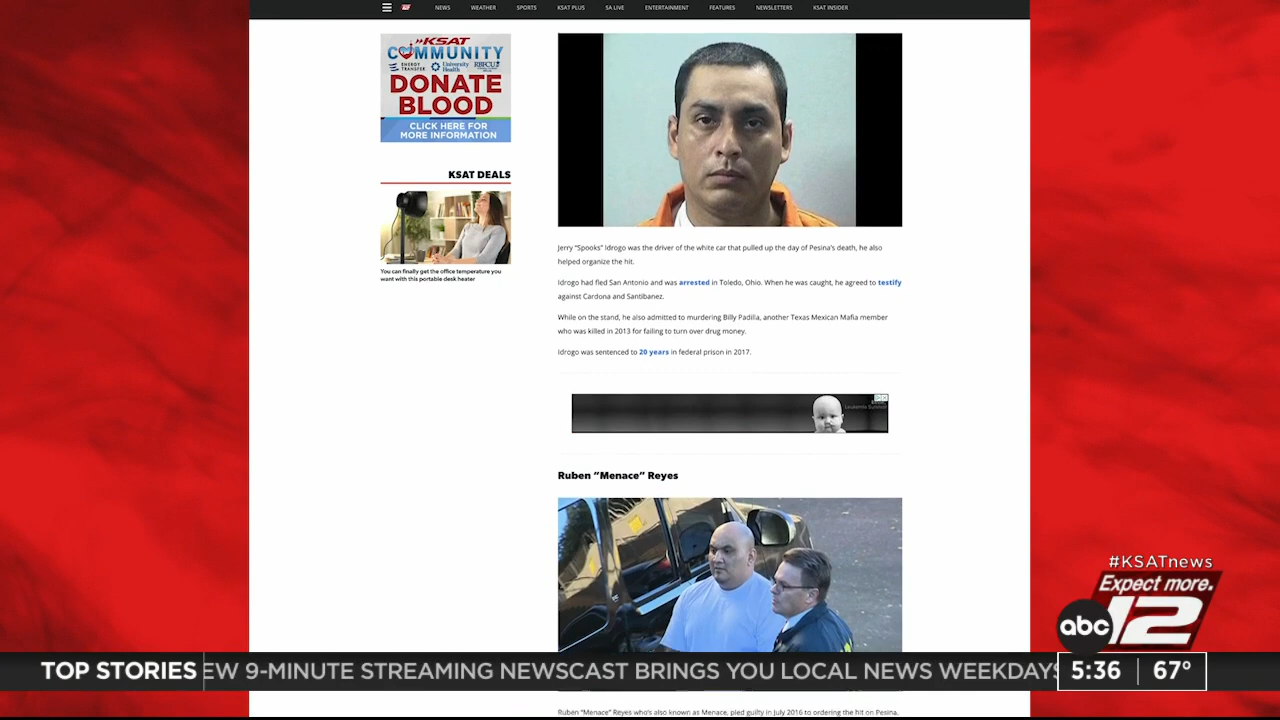 NEWS WEATHER SPORTS KSAT PLUS SA LIVE ENTERTAINMENT FEATURES NEWSLETTERS KSAT INSIDER
KSAT
COMMUNITY
ENERGY TRANSFER University Health RBFCU
DONATE
BLOOD
CLICK HERE FOR
MORE INFORMATION
KSAT DEALS
You can finally get the office temperature you
want with this portable desk heater
Jerry “Spooks” Idrogo was the driver of the white car that pulled up the day of Pesina's death, he also
helped organize the hit.
Idrogo had fled San Antonio and was arrested in Toledo, Ohio. When he was caught, he agreed to testify
against Cardona and Santibanez.
While on the stand, he also admitted to murdering Billy Padilla, another Texas Mexican Mafia member
who was killed in 2013 for failing to turn over drug money.
Idrogo was sentenced to 20 years in federal prison in 2017.
Leukemia Survivor
Ruben “Menace” Reyes
Ruben “Menace” Reyes who's also known as Menace, pled guilty in July 2016 to ordering the hit on Pesina,
#KSATnews
Expect more.
abc 12
TOP STORIES EW 9-MINUTE STREAMING NEWSCAST BRINGS YOU LOCAL NEWS WEEKDAYS
5:36 67°